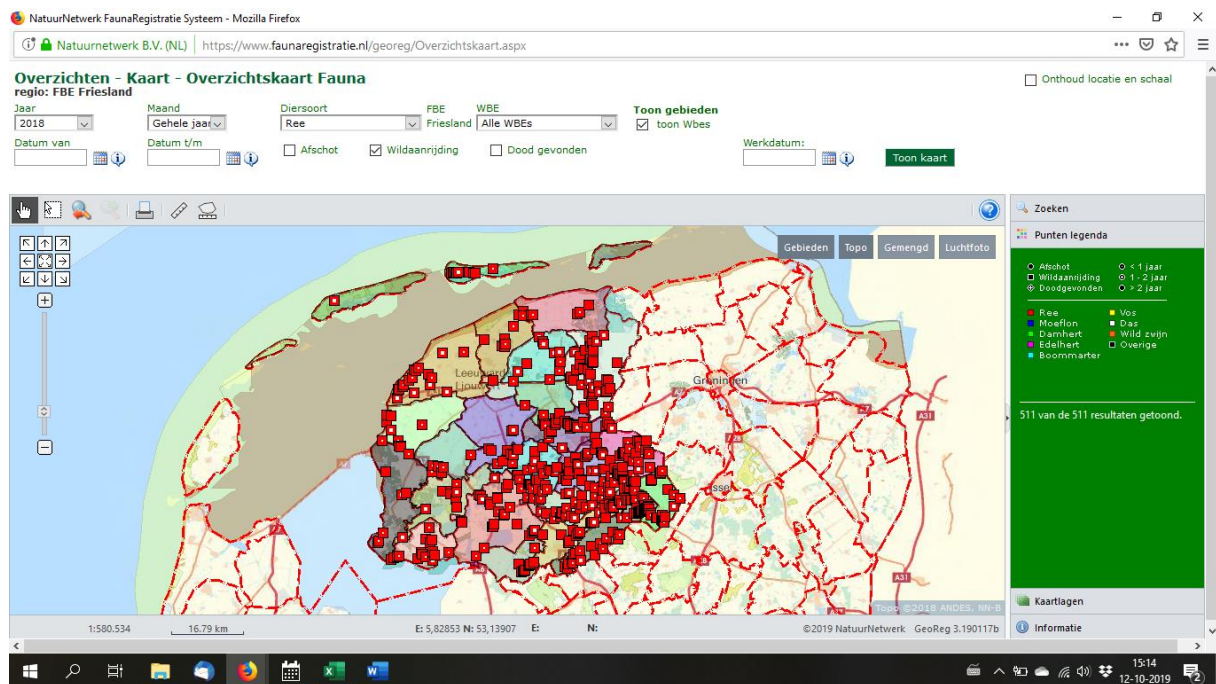 NatuurNetwerk FaunaRegistratie Systeem - Mozilla Firefox
Natuurnetwerk B.V. (NL) https://www.faunaregistratie.nl/georeg/Overzichtskaart.aspx
Overzichten - Kaart - Overzichtskaart Fauna
regio: FBE Friesland
Onthoud locatie en schaal
Jaar Maand Diersoort FBE WBE Toon gebieden
2018 Gehele jaar Ree Friesland Alle WBEs toon Wbes
Datum van Datum t/m Afschot Wildaanrijding Dood gevonden Werkdatum: Toon kaart
Zoeken
Punten legenda
Gebieden Topo Gemengd Luchtfoto
Afschot < 1 jaar
Wildaanrijding 1 - 2 jaar
Doodgevonden > 2 jaar
Ree Vos
Moeflon Das
Damhert Wild zwijn
Edelhert Overige
Boommarter
511 van de 511 resultaten getoond.
Groningen
A31
A31
Topo ©2018 ANDES, NN-B
Kaartlagen
Informatie
1:580.534 16.79 km E: 5,82853 N: 53,13907 E: N: ©2019 NatuurNetwerk GeoReg 3.190117b
15:14
12-10-2019